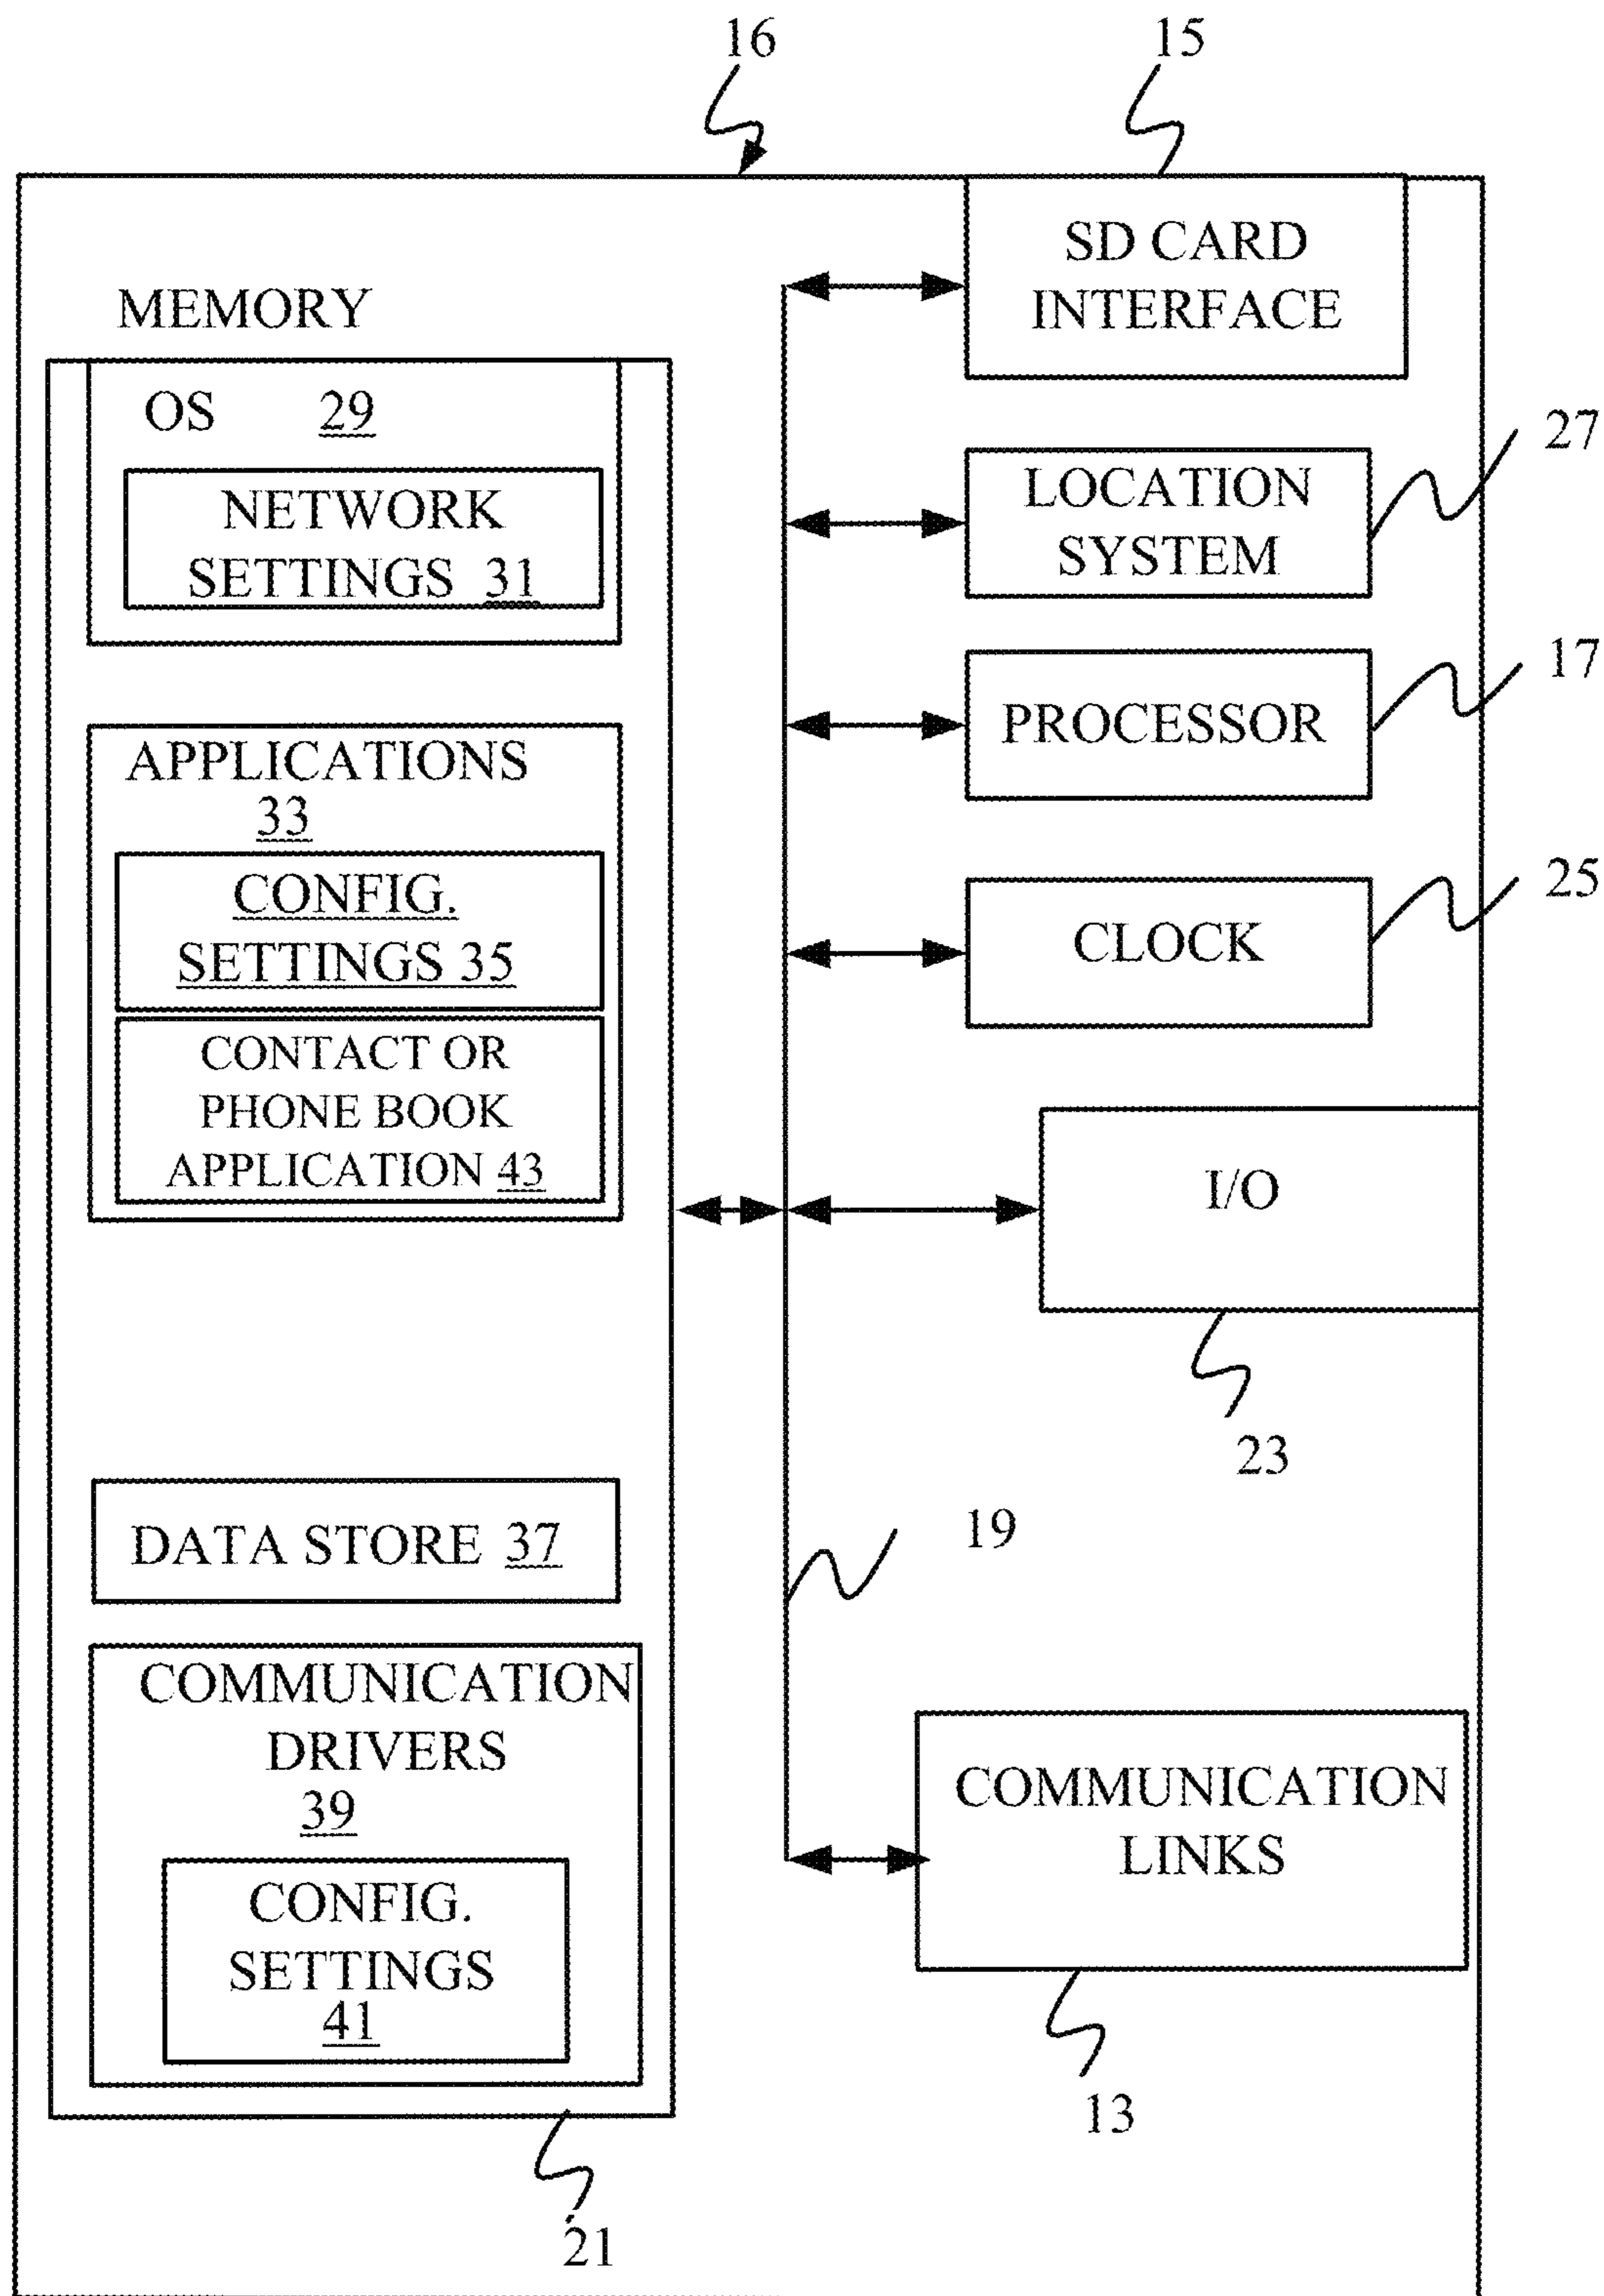 16
15
SD CARD
INTERFACE
MEMORY
OS 29
NETWORK
SETTINGS 31
27
LOCATION
SYSTEM
17
PROCESSOR
APPLICATIONS
33
CONFIG.
SETTINGS 35
25
CLOCK
CONTACT OR
PHONE BOOK
APPLICATION 43
I/O
23
19
DATA STORE 37
COMMUNICATION
DRIVERS
39
CONFIG.
SETTINGS
41
COMMUNICATION
LINKS
13
21